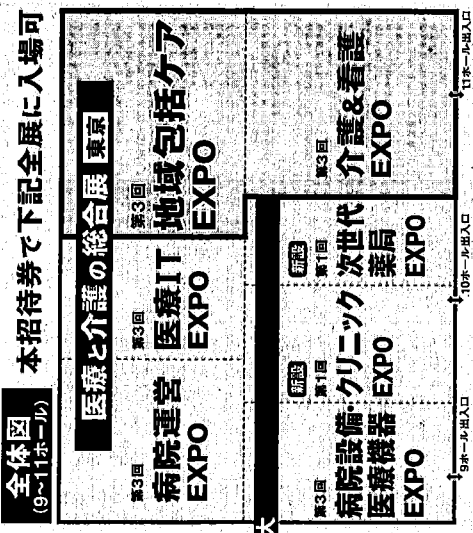 全体図
(9~11ホール)
本招待券で下記全展に入場可
医療と介護の総合展 東京
第3回
病院運営
EXPO
第3回
医療IT
EXPO
第3回
地域包括ケア
EXPO
大
第3回
病院設備・
医療機器
EXPO
新設
第1回
クリニック
EXPO
新設
第1回
次世代
薬局
EXPO
第3回
介護&看護
EXPO
9ホール出入口
10ホール出入口
11ホール出入口